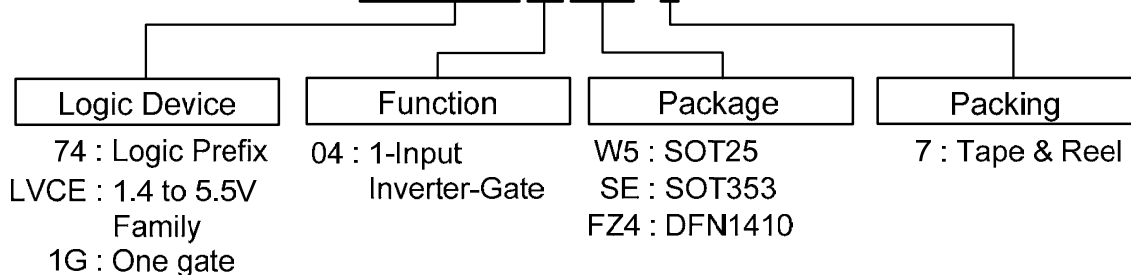 Logic Device
Function
Package
Packing
74 : Logic Prefix
LVCE : 1.4 to 5.5V
Family
1G : One gate
04 : 1-Input
Inverter-Gate
W5 : SOT25
SE : SOT353
FZ4 : DFN1410
7 : Tape & Reel